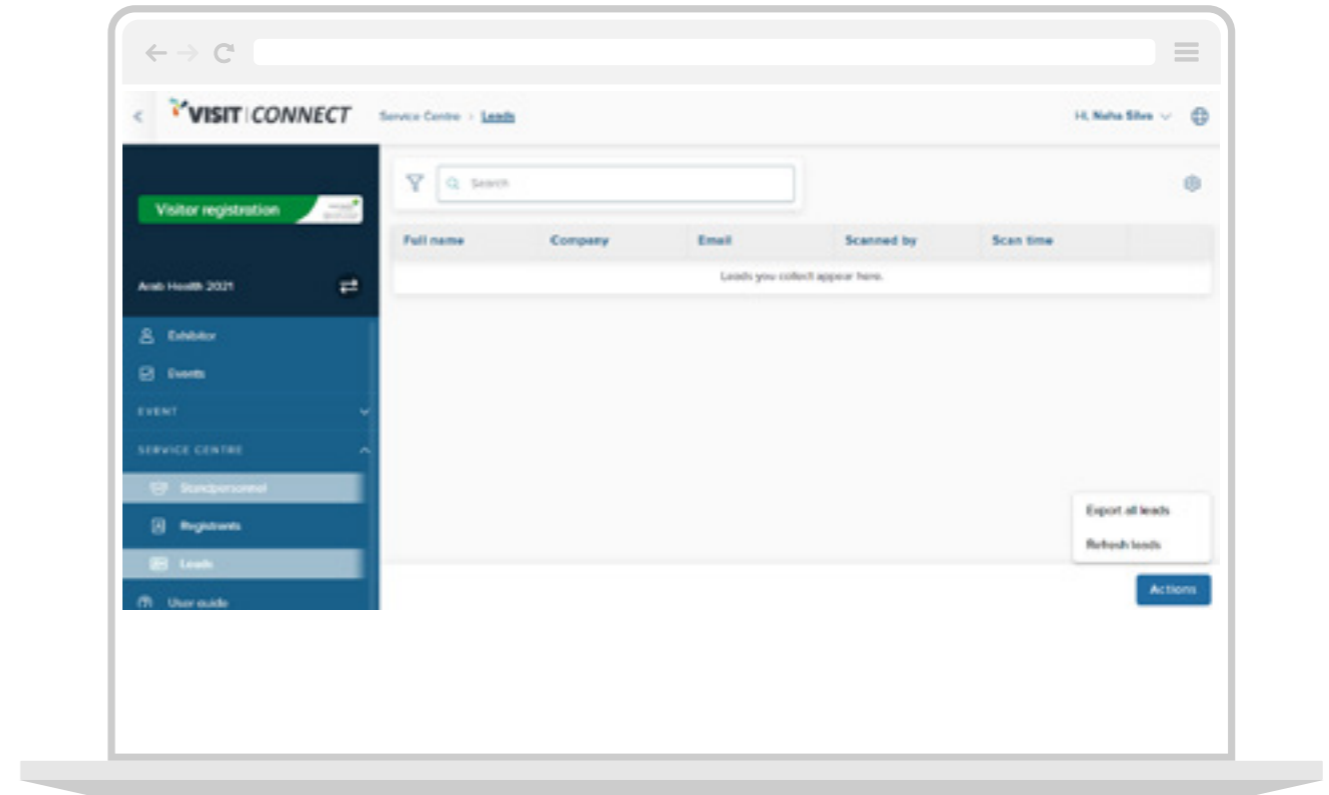 VISIT CONNECT
Service Centre › Leads
Hi, Neha Silva
Visitor registration
Arab Health 2021
Exhibitor
Events
EVENT
SERVICE CENTRE
Standpersonnel
Registrants
Leads
User guide
Search
Full name Company Email Scanned by Scan time
Leads you collect appear here.
Export all leads
Refresh leads
Actions